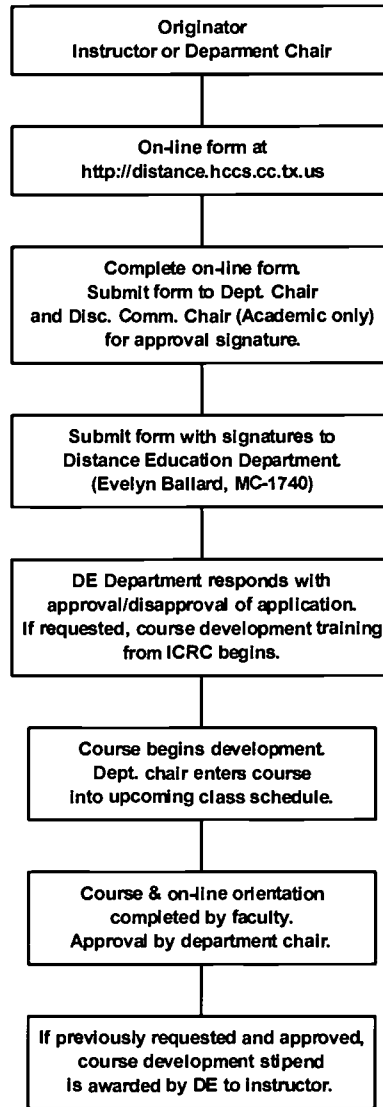 Originator
Instructor or Deparment Chair
On-line form at
http://distance.hccs.cc.tx.us
Complete on-line form.
Submit form to Dept. Chair
and Disc. Comm. Chair (Academic only)
for approval signature.
Submit form with signatures to
Distance Education Department.
(Evelyn Ballard, MC-1740)
DE Department responds with
approval/disapproval of application.
If requested, course development training
from ICRC begins.
Course begins development.
Dept. chair enters course
into upcoming class schedule.
Course & on-line orientation
completed by faculty.
Approval by department chair.
If previously requested and approved,
course development stipend
is awarded by DE to instructor.